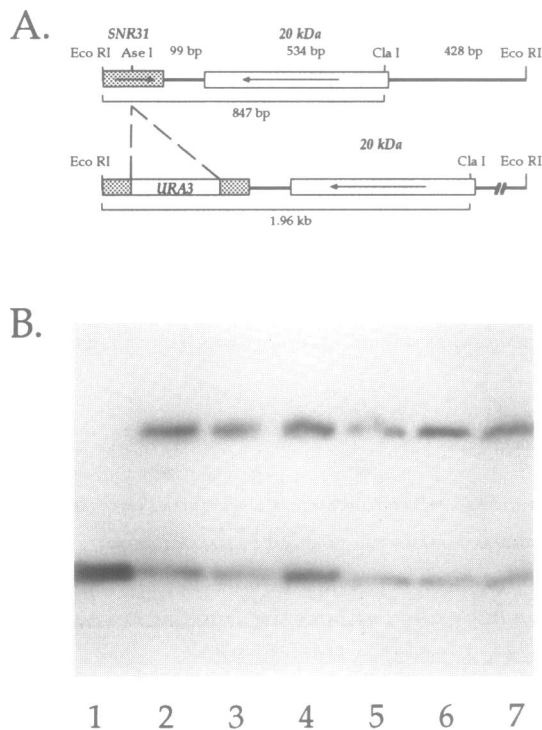 A.
SNR31 20 kDa
Eco RI Ase I 99 bp 534 bp Cla I 428 bp Eco RI
847 bp
20 kDa
Eco RI Cla I Eco RI
URA3
1.96 kb
B.
1 2 3 4 5 6 7